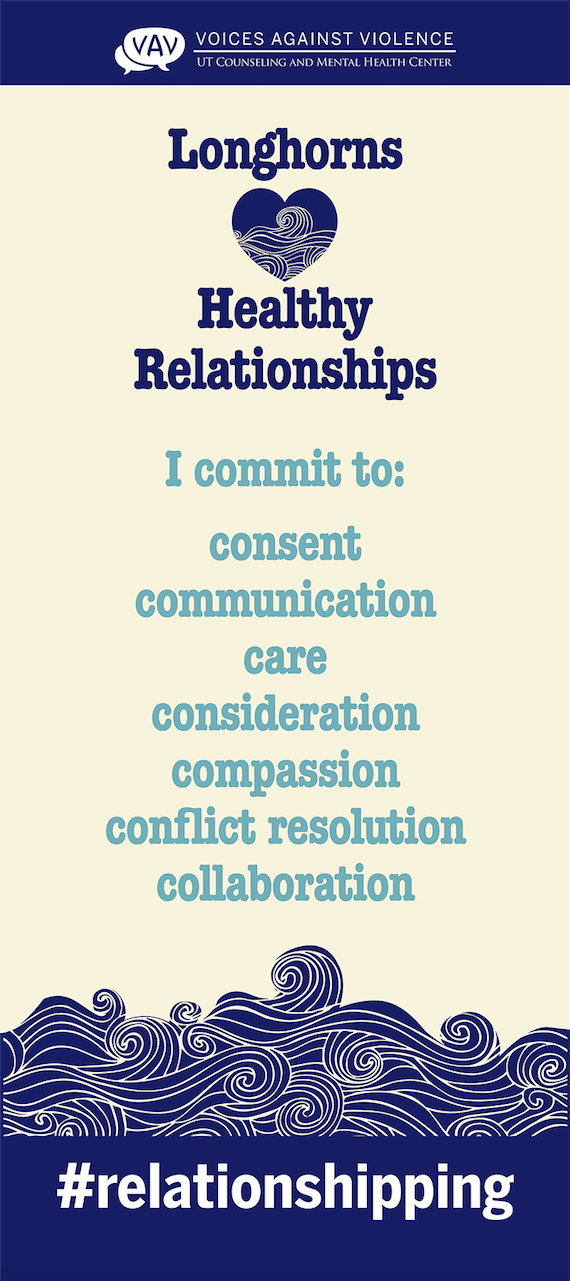 VAV
VOICES AGAINST VIOLENCE
UT COUNSELING AND MENTAL HEALTH CENTER
Longhorns
Healthy
Relationships
I commit to:
consent
communication
care
consideration
compassion
conflict resolution
collaboration
#relationshipping